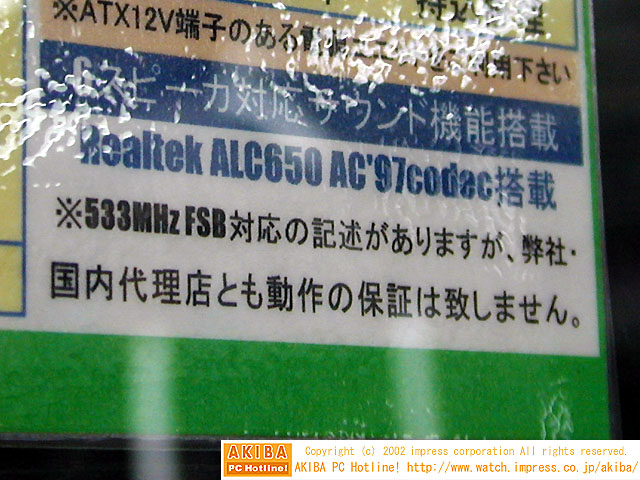 ※ATX12V端子のある
下さい
6スピーカ対応サウンド機能搭載
Realtek ALC650 AC'97codec搭載
※533MHz FSB対応の記述がありますが、弊社・
国内代理店とも動作の保証は致しません。
AKIBA
PC Hotline!
Copyright (c) 2002 impress corporation All rights reserved.
AKIBA PC Hotline! http://www.watch.impress.co.jp/akiba/